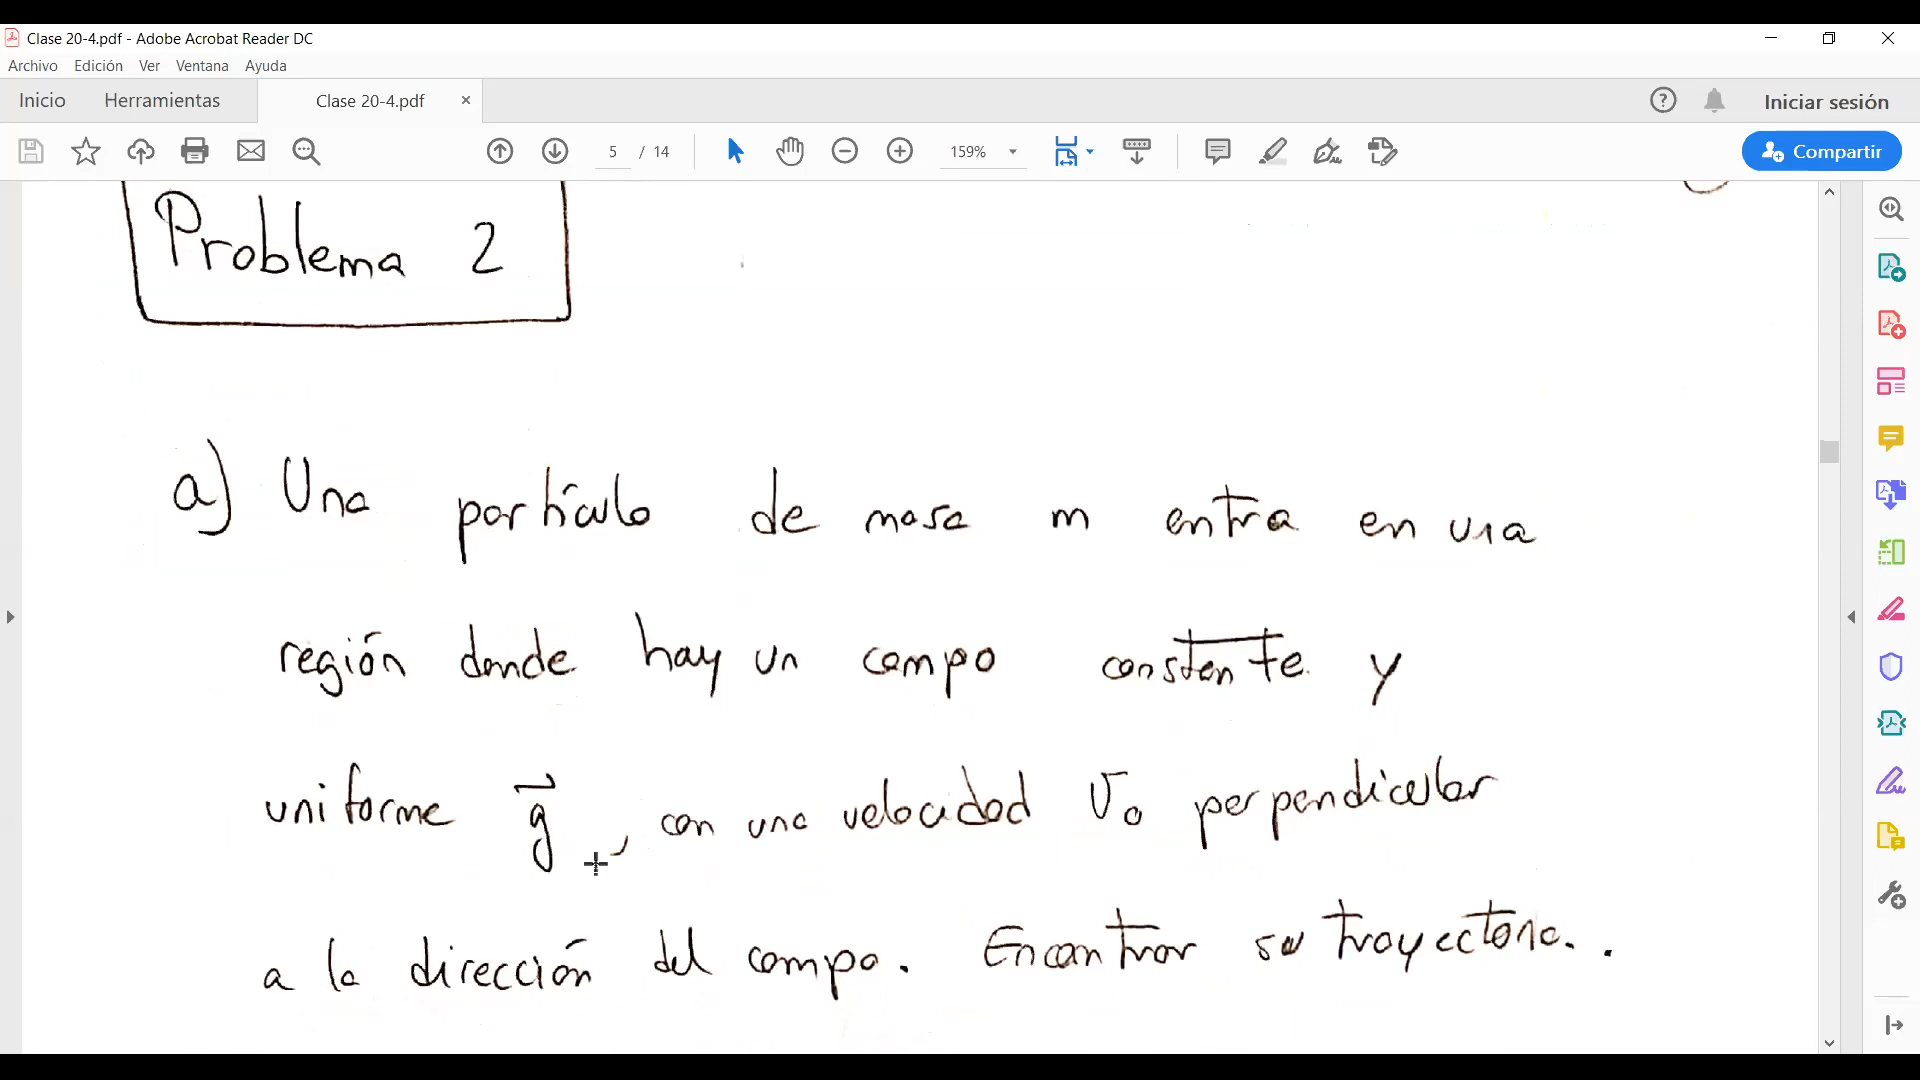 Clase 20-4.pdf - Adobe Acrobat Reader DC
Archivo Edición Ver Ventana Ayuda
Inicio Herramientas Clase 20-4.pdf × Iniciar sesión
5 / 14 159% Compartir
Problema 2
a) Una partícula de masa m entra en una
región donde hay un campo constante y
uniforme g⃗, con una velocidad v₀ perpendicular
a la dirección del campo. Encontrar su trayectoria..